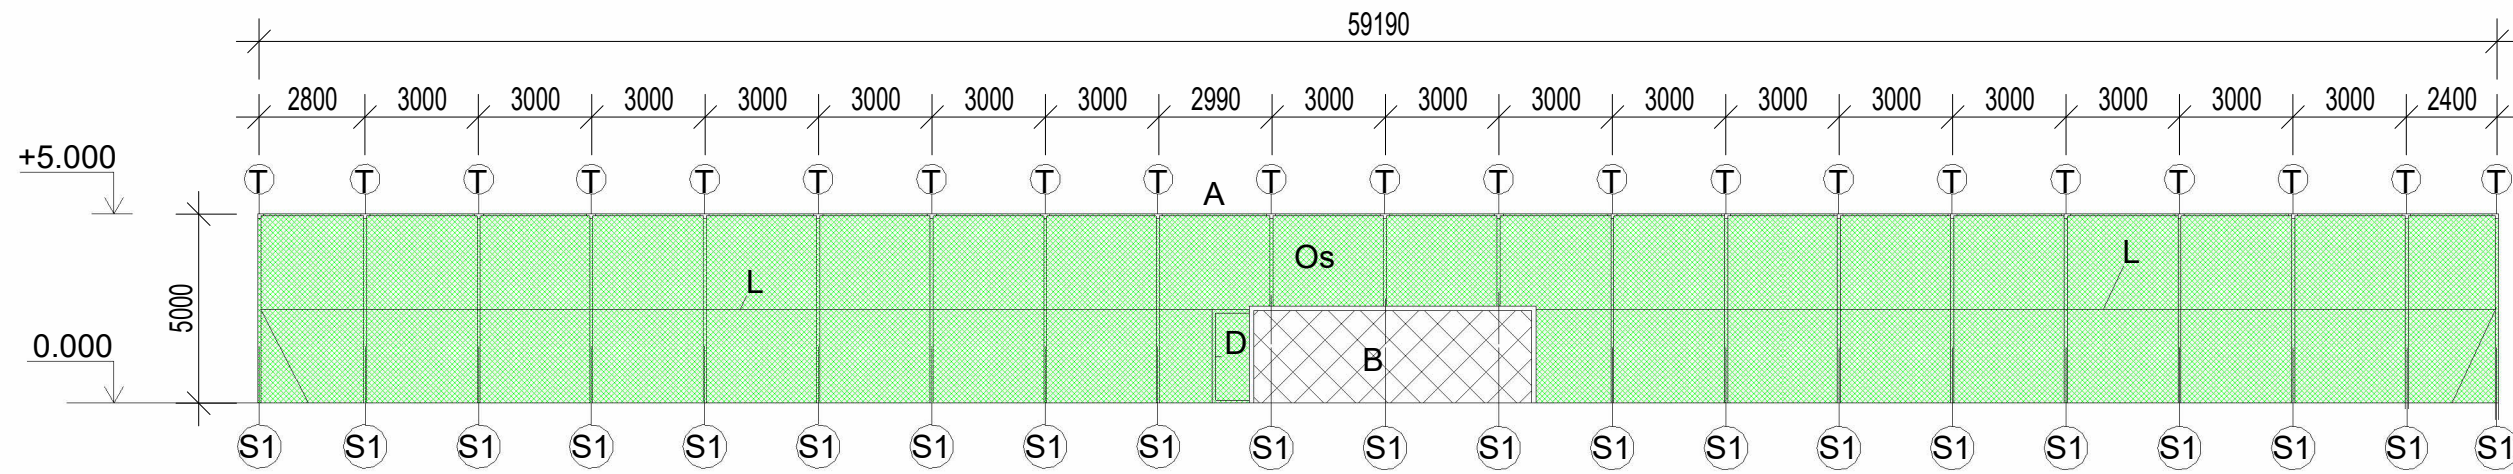 59190
2800 3000 3000 3000 3000 3000 3000 3000 2990 3000 3000 3000 3000 3000 3000 3000 3000 3000 3000 2400
+5.000
T T T T T T T T T T T T T T T T T T T T T
A
Os
L L
5000
0.000
D
B
S1 S1 S1 S1 S1 S1 S1 S1 S1 S1 S1 S1 S1 S1 S1 S1 S1 S1 S1 S1 S1